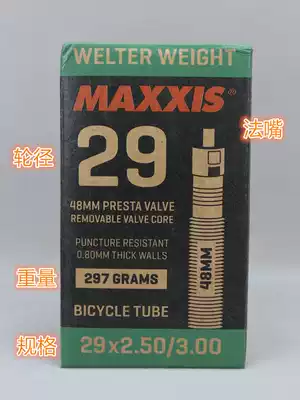 WELTER WEIGHT
MAXXIS®
法嘴
29
轮径
48MM PRESTA VALVE
REMOVABLE VALVE CORE
PUNCTURE RESISTANT
0.80MM THICK WALLS
48MM
重量
297 GRAMS
BICYCLE TUBE
规格
29x2.50/3.00